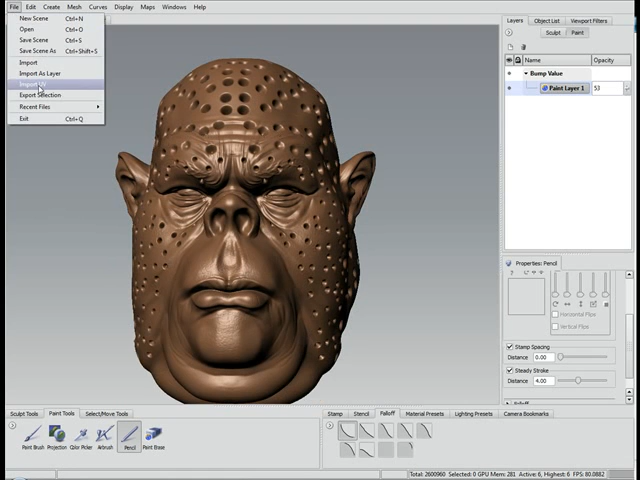 File Edit Create Mesh Curves Display Maps Windows Help
New Scene Ctrl+N
Open Ctrl+O
Save Scene Ctrl+S
Save Scene As Ctrl+Shift+S
Import
Import As Layer
Import UV
Export Selection
Recent Files
Exit Ctrl+Q
Layers Object List Viewport Filters
Sculpt Paint
Name Opacity
Bump Value
Paint Layer 1 53
Properties: Pencil
Horizontal Flips
Vertical Flips
Stamp Spacing
Distance 0.00
Steady Stroke
Distance 4.00
Falloff
Sculpt Tools Paint Tools Select/Move Tools
Paint Brush Projection Color Picker Airbrush Pencil Paint Erase
Stamp Stencil Falloff Material Presets Lighting Presets Camera Bookmarks
Total: 2600960 Selected: 0 GPU Mem: 281 Active: 6, Highest: 6 FPS: 80.0882